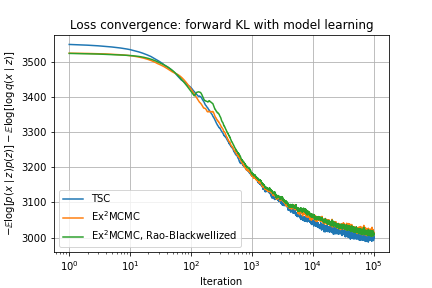 Loss convergence: forward KL with model learning
−𝔼log[p(x ∣ z)p(z)] − 𝔼log[log q(x ∣ z)]
3500
3400
3300
3200
3100
3000
TSC
Ex²MCMC
Ex²MCMC, Rao-Blackwellized
10⁰
10¹
10²
10³
10⁴
10⁵
Iteration